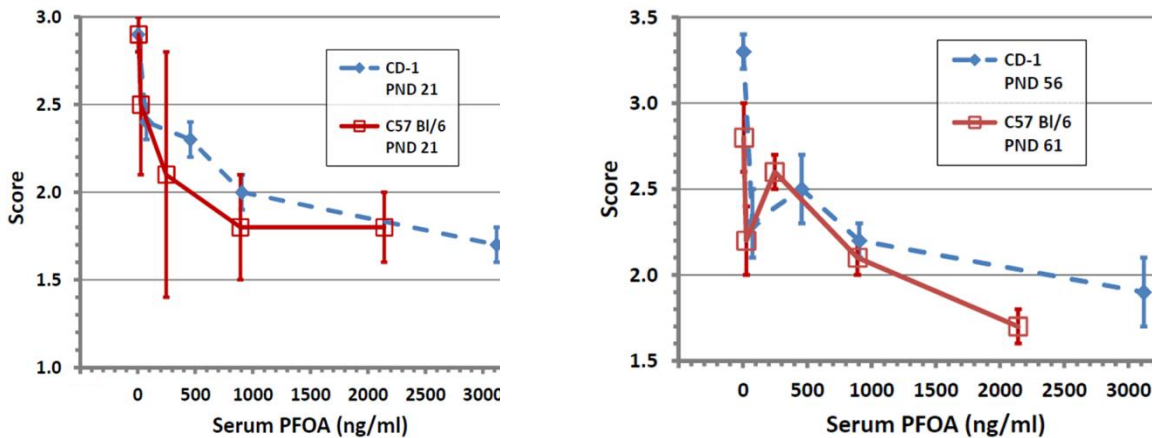 3.0
2.5
2.0
1.5
1.0
Score
CD-1
PND 21
C57 Bl/6
PND 21
0
500
1000
1500
2000
2500
3000
Serum PFOA (ng/ml)
3.5
3.0
2.5
2.0
1.5
Score
CD-1
PND 56
C57 Bl/6
PND 61
0
500
1000
1500
2000
2500
3000
Serum PFOA (ng/ml)